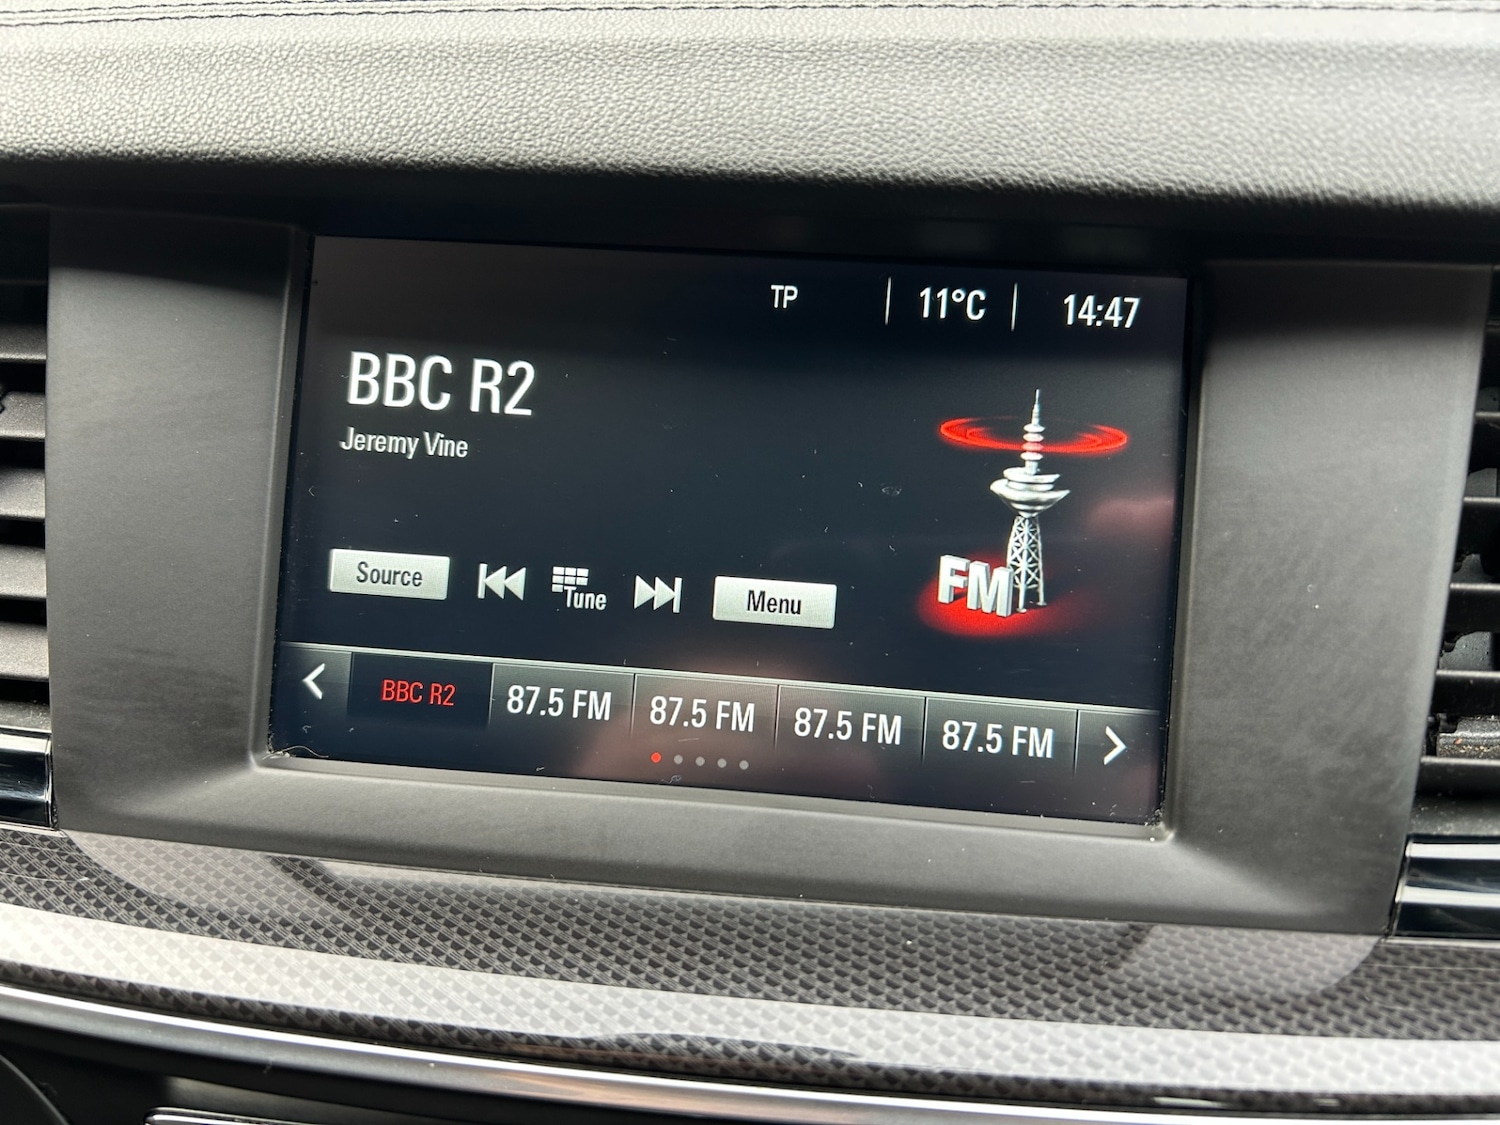 TP 11°C 14:47
BBC R2
Jeremy Vine
Source Tune Menu
FM
BBC R2 87.5 FM 87.5 FM 87.5 FM 87.5 FM